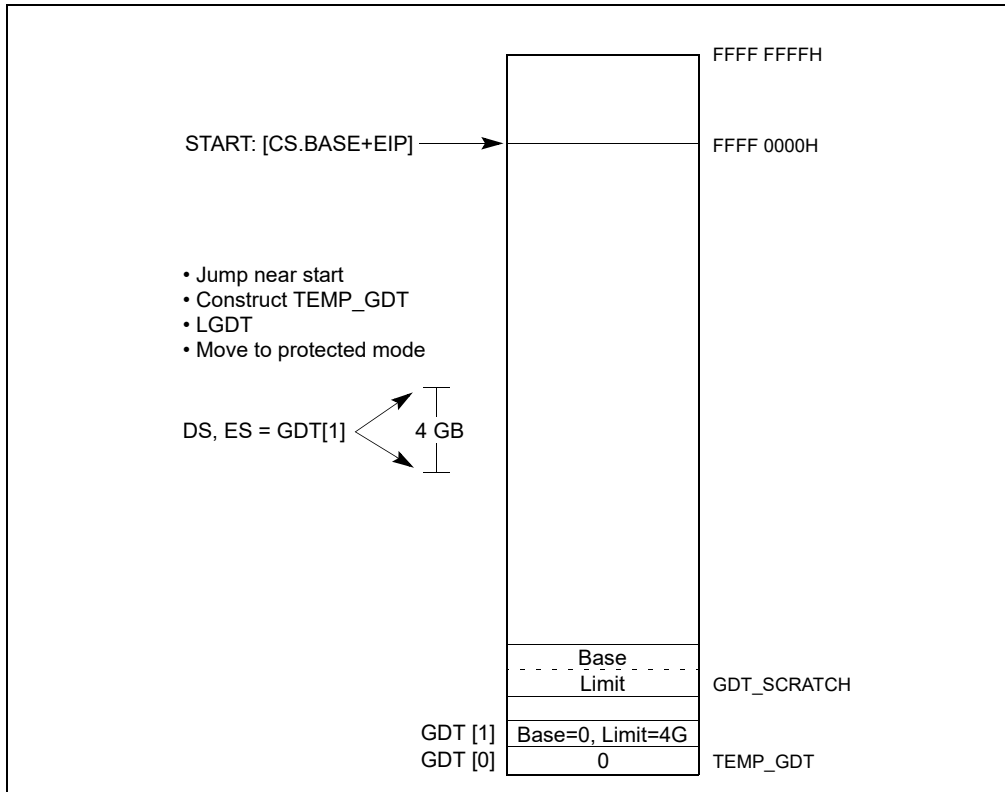 FFFF FFFFH
START: [CS.BASE+EIP]
FFFF 0000H
• Jump near start
• Construct TEMP_GDT
• LGDT
• Move to protected mode
DS, ES = GDT[1]
4 GB
Base
Limit
GDT_SCRATCH
GDT [1]
Base=0, Limit=4G
GDT [0]
0
TEMP_GDT